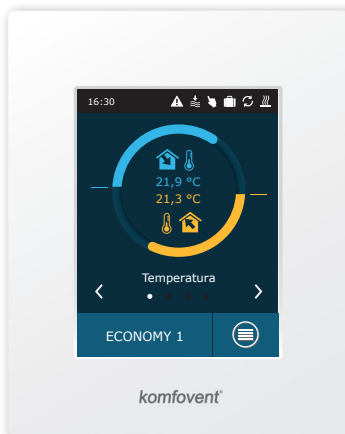 16:30
21,9 °C
21,3 °C
Temperatura
ECONOMY 1
komfovent®